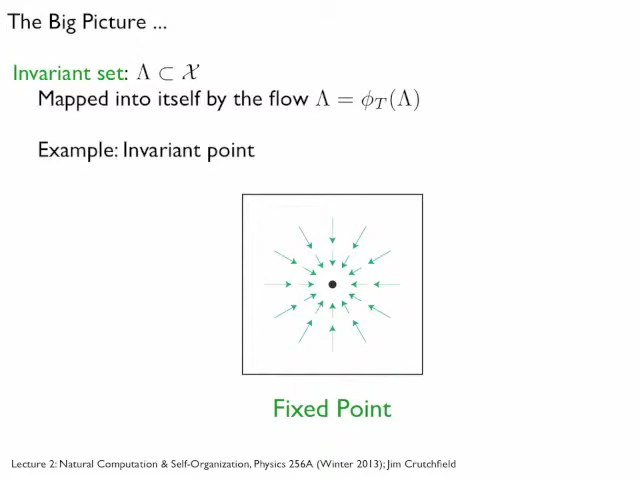 The Big Picture ...
Invariant set: Λ ⊂ 𝒳
Mapped into itself by the flow Λ = ϕ_T(Λ)
Example: Invariant point
Fixed Point
Lecture 2: Natural Computation & Self-Organization, Physics 256A (Winter 2013); Jim Crutchfield